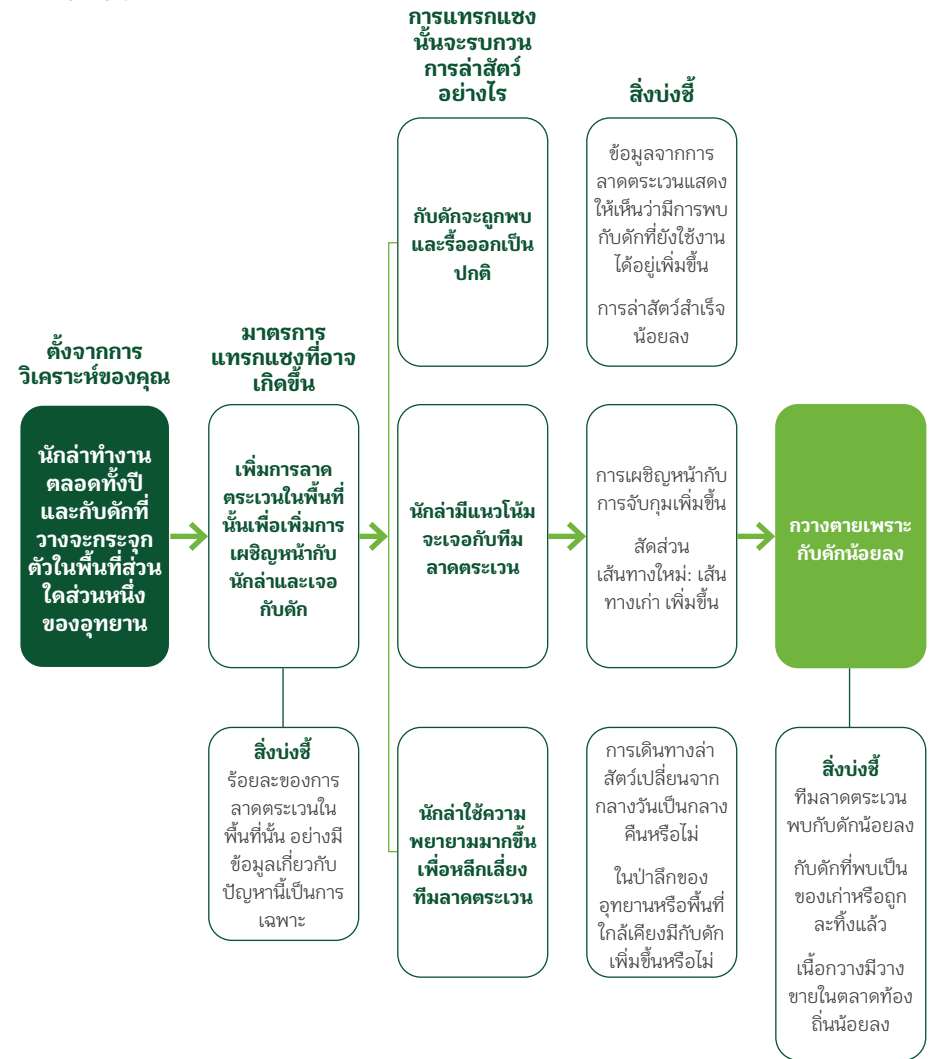 การแทรกแซง
นั้นจะรบกวน
การล่าสัตว์
อย่างไร
สิ่งบ่งชี้
ข้อมูลจากการ
ลาดตระเวนแสดง
ให้เห็นว่ามีการพบ
กับดักที่ยังใช้งาน
ได้อยู่เพิ่มขึ้น
การล่าสัตว์สำเร็จ
น้อยลง
กับดักจะถูกพบ
และรื้อออกเป็น
ปกติ
ตั้งจากการ
วิเคราะห์ของคุณ
มาตรการ
แทรกแซงที่อาจ
เกิดขึ้น
นักล่าทำงาน
ตลอดทั้งปี
และกับดักที่
วางจะกระจุก
ตัวในพื้นที่ส่วน
ใดส่วนหนึ่ง
ของอุทยาน
เพิ่มการลาด
ตระเวนในพื้นที่
นั้นเพื่อเพิ่มการ
เผชิญหน้ากับ
นักล่าและเจอ
กับดัก
นักล่ามีแนวโน้ม
จะเจอกับทีม
ลาดตระเวน
การเผชิญหน้ากับ
การจับกุมเพิ่มขึ้น
สัดส่วน
เส้นทางใหม่: เส้น
ทางเก่า เพิ่มขึ้น
กวางตายเพราะ
กับดักน้อยลง
สิ่งบ่งชี้
ร้อยละของการ
ลาดตระเวนใน
พื้นที่นั้น อย่างมี
ข้อมูลเกี่ยวกับ
ปัญหานี้เป็นการ
เฉพาะ
นักล่าใช้ความ
พยายามมากขึ้น
เพื่อหลีกเลี่ยง
ทีมลาดตระเวน
การเดินทางล่า
สัตว์เปลี่ยนจาก
กลางวันเป็นกลาง
คืนหรือไม่
ในป่าลึกของ
อุทยานหรือพื้นที่
ใกล้เคียงมีกับดัก
เพิ่มขึ้นหรือไม่
สิ่งบ่งชี้
ทีมลาดตระเวน
พบกับดักน้อยลง
กับดักที่พบเป็น
ของเก่าหรือถูก
ละทิ้งแล้ว
เนื้อกวางมีวาง
ขายในตลาดท้อง
ถิ่นน้อยลง